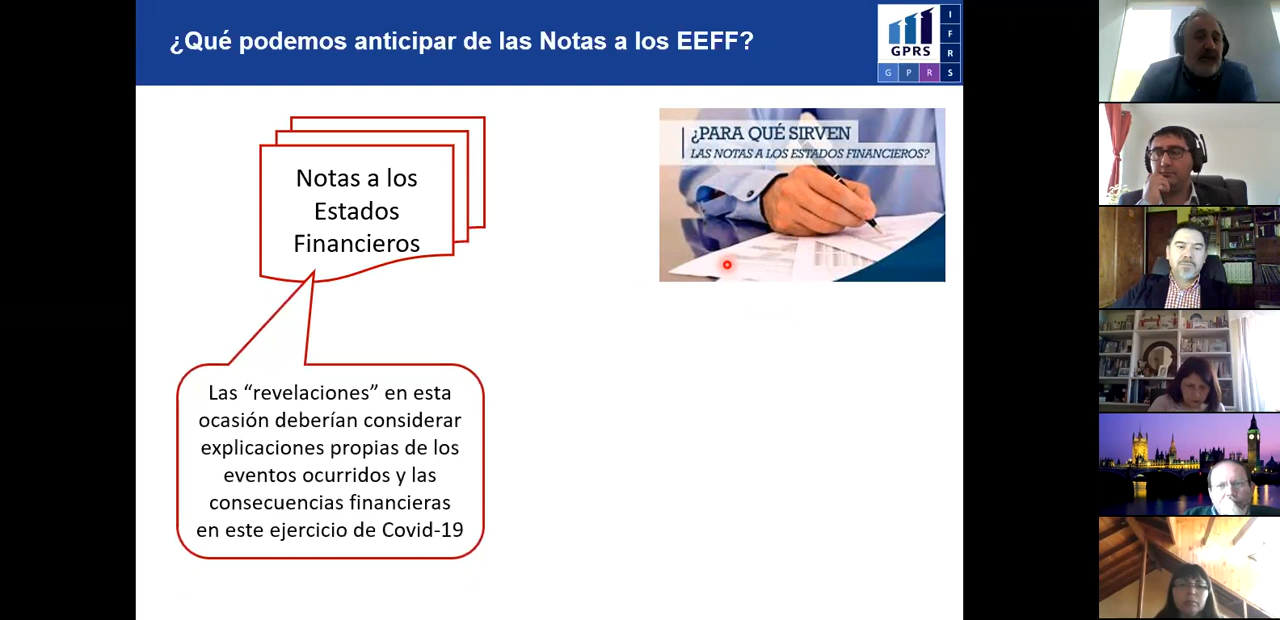 ¿Qué podemos anticipar de las Notas a los EEFF?
GPRS
I
F
R
G P R S
Notas a los
Estados
Financieros
¿PARA QUÉ SIRVEN
LAS NOTAS A LOS ESTADOS FINANCIEROS?
Las “revelaciones” en esta
ocasión deberían considerar
explicaciones propias de los
eventos ocurridos y las
consecuencias financieras
en este ejercicio de Covid-19